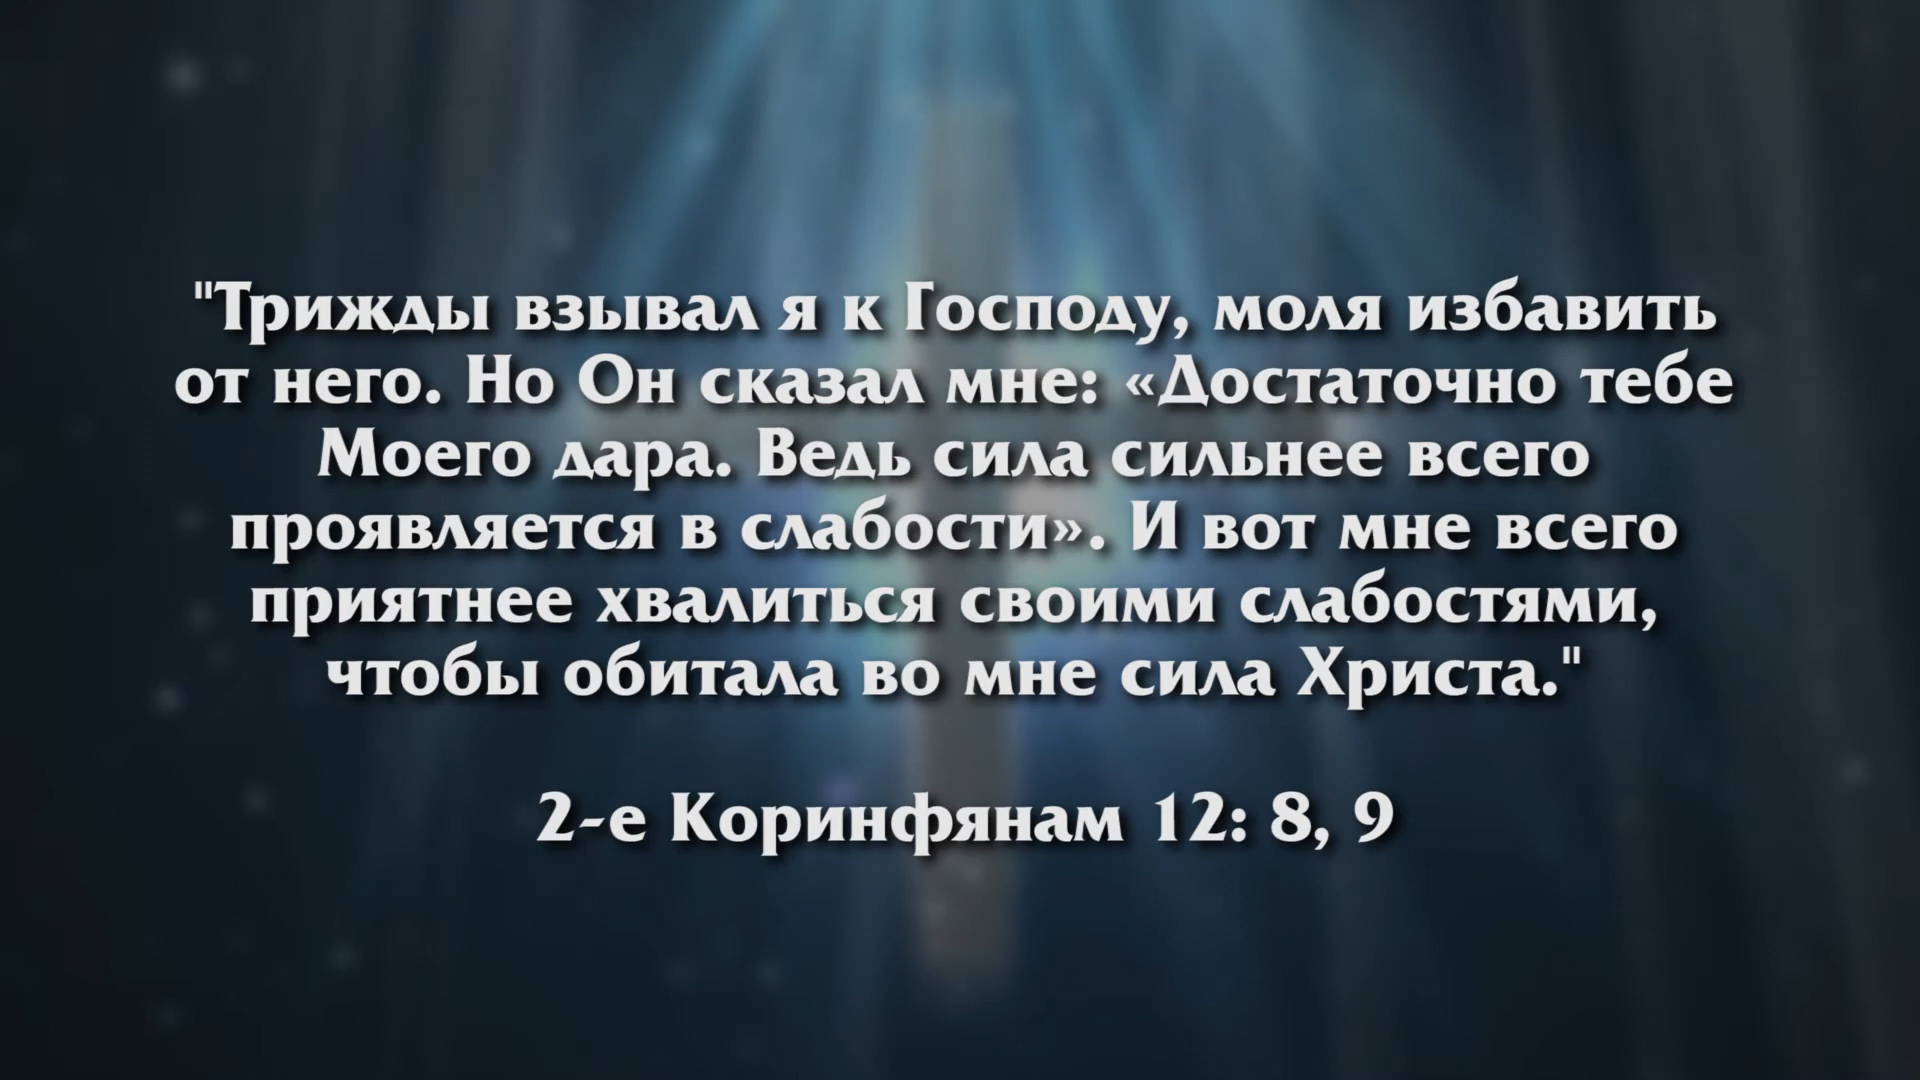 "Трижды взывал я к Господу, моля избавить
от него. Но Он сказал мне: «Достаточно тебе
Моего дара. Ведь сила сильнее всего
проявляется в слабости». И вот мне всего
приятнее хвалиться своими слабостями,
чтобы обитала во мне сила Христа."
2-е Коринфянам 12: 8, 9